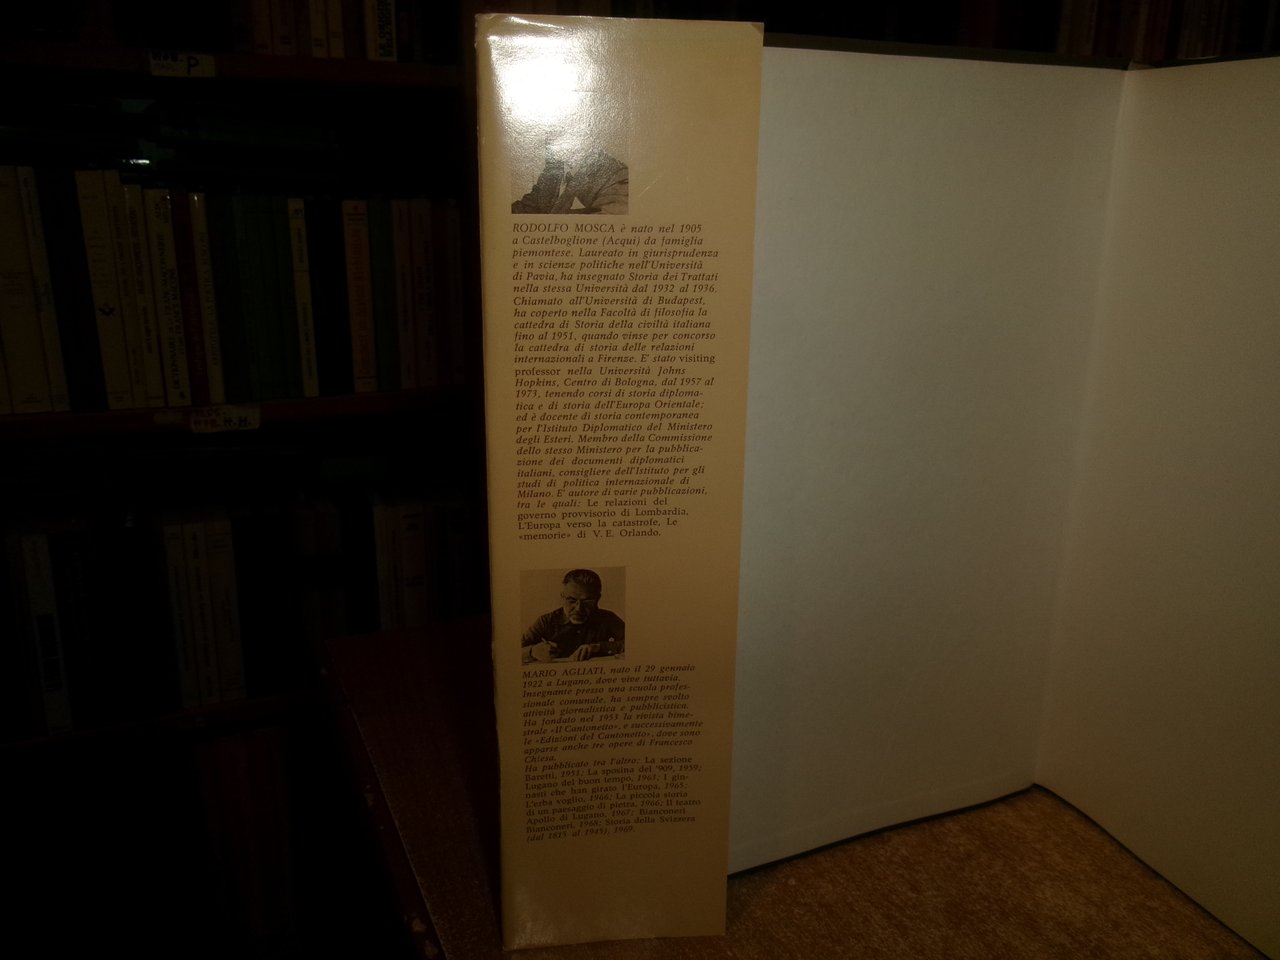 RODOLFO MOSCA è nato nel 1905
a Castelboglione (Acqui) da famiglia
piemontese. Laureato in giurisprudenza
e in scienze politiche nell'Università
di Pavia, ha insegnato Storia dei Trattati
nella stessa Università dal 1932 al 1936.
Chiamato all'Università di Budapest,
ha coperto nella Facoltà di filosofia la
cattedra di Storia della civiltà italiana
fino al 1951, quando vinse per concorso
la cattedra di storia delle relazioni
internazionali a Firenze. E' stato visiting
professor nella Università Johns
Hopkins, Centro di Bologna, dal 1957 al
1973, tenendo corsi di storia diploma-
tica e di storia dell'Europa Orientale;
ed è docente di storia contemporanea
per l'Istituto Diplomatico del Ministero
degli Esteri. Membro della Commissione
dello stesso Ministero per la pubblica-
zione dei documenti diplomatici
italiani, consigliere dell'Istituto per gli
studi di politica internazionale di
Milano. E' autore di varie pubblicazioni,
tra le quali: Le relazioni del
governo provvisorio di Lombardia,
L'Europa verso la catastrofe, Le
«memorie» di V. E. Orlando.
MARIO AGLIATI, nato il 29 gennaio
1922 a Lugano, dove vive tuttavia.
Insegnante presso una scuola profes-
sionale comunale, ha sempre svolto
attività giornalistica e pubblicistica.
Ha fondato nel 1953 la rivista bime-
strale «Il Cantonetto», e successivamente
le «Edizioni del Cantonetto», dove sono
apparse anche tre opere di Francesco
Chiesa.
Ha pubblicato tra l'altro: La sezione
Baretti, 1951; La sposina del '909, 1959;
Lugano del buon tempo, 1963; I gin-
nasti che han girato l'Europa, 1965;
L'erba voglio, 1966; La piccola storia
di un paesaggio di pietra, 1966; Il teatro
Apollo di Lugano, 1967; Bianconeri
Bianconeri, 1968; Storia della Svizzera
(dal 1815 al 1945), 1969.